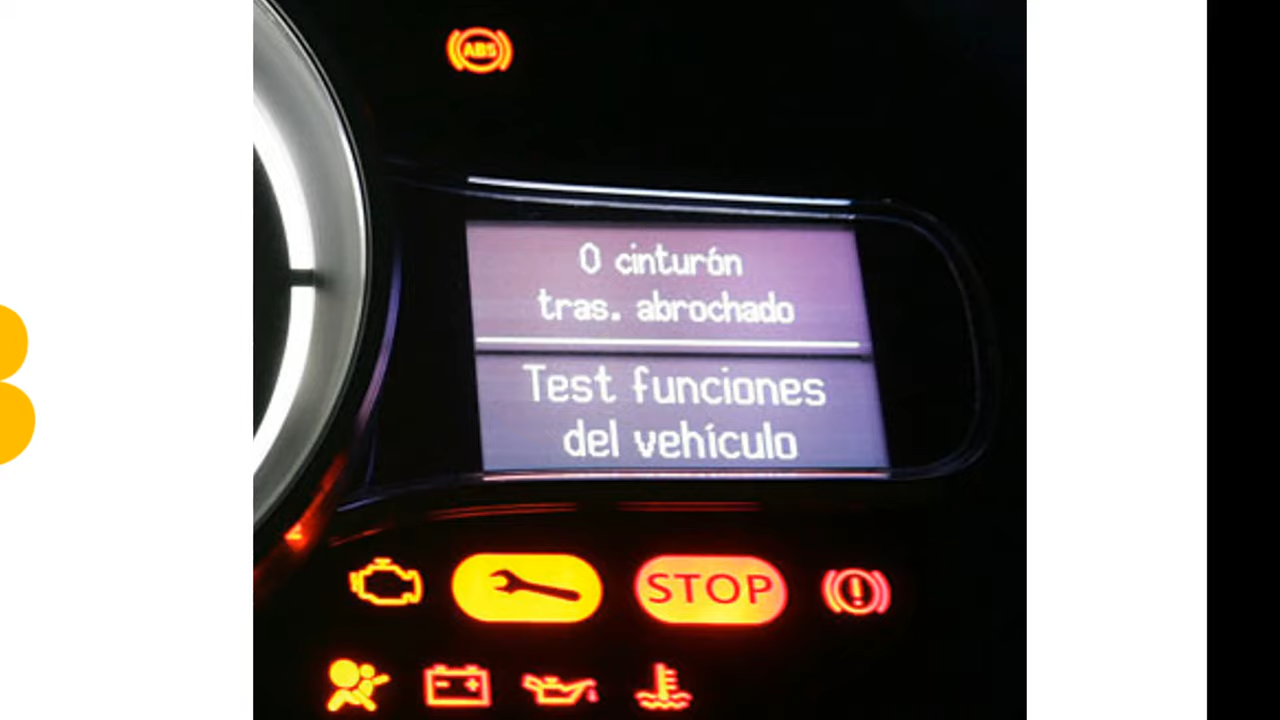 ABS
0 cinturón
tras. abrochado
Test funciones
del vehículo
STOP